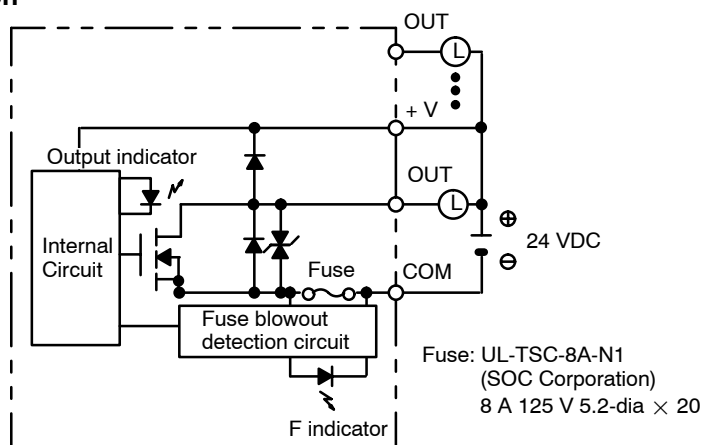 OUT
L
+ V
Output indicator
OUT
L
Internal
Circuit
⊕
24 VDC
⊖
Fuse
COM
Fuse blowout
detection circuit
F indicator
Fuse: UL-TSC-8A-N1
(SOC Corporation)
8 A 125 V 5.2-dia × 20